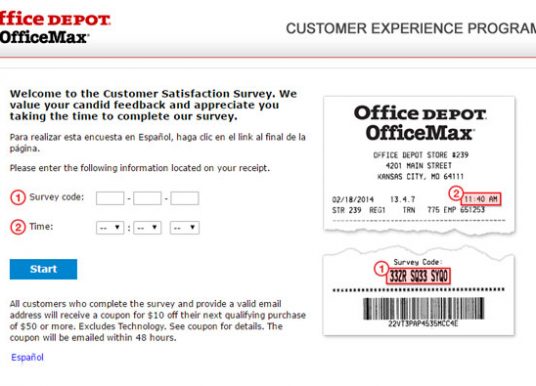 ffice DEPOT
OfficeMax
CUSTOMER EXPERIENCE PROGRAM
Welcome to the Customer Satisfaction Survey. We
value your candid feedback and appreciate you
taking the time to complete our survey.
Para realizar esta encuesta en Español, haga clic en el link al final de la
página.
Please enter the following information located on your receipt.
1 Survey code: - -
2 Time: -- : -- --
Start
All customers who complete the survey and provide a valid email
address will receive a coupon for $10 off their next qualifying purchase
of $50 or more. Excludes Technology. See coupon for details. The
coupon will be emailed within 48 hours.
Español
Office DEPOT
OfficeMax
OFFICE DEPOT STORE #239
4201 MAIN STREET
KANSAS CITY, MO 64111
2
02/18/2014 13.4.7 11:40 AM
STR 239 REG1 TRN 775 EMP 651253
Survey Code:
1 33ZR SQ33 SYQ0
22VT3PAP4535MCC4E